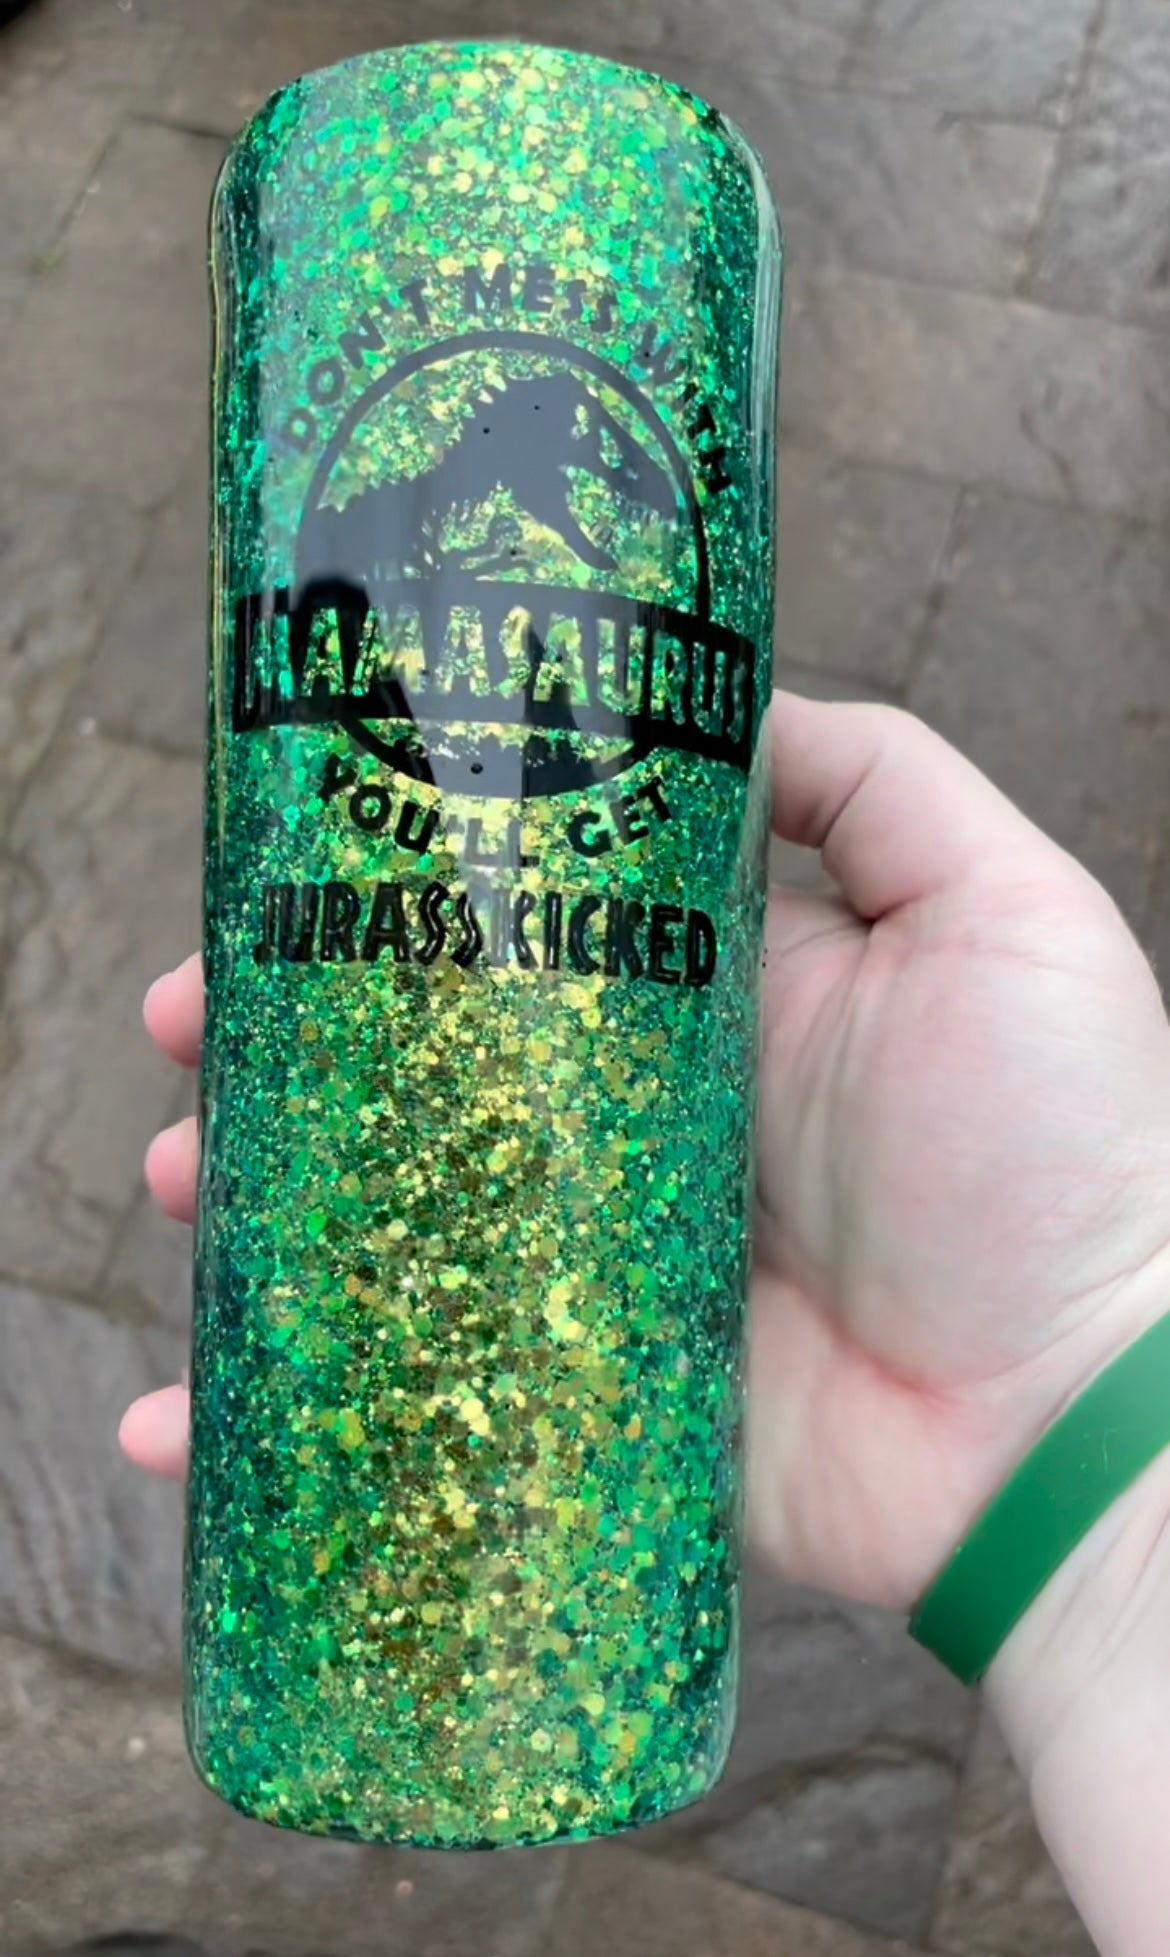 DON'T MESS WITH
MAMASAURUS
YOU'LL GET
JURASSKICKED